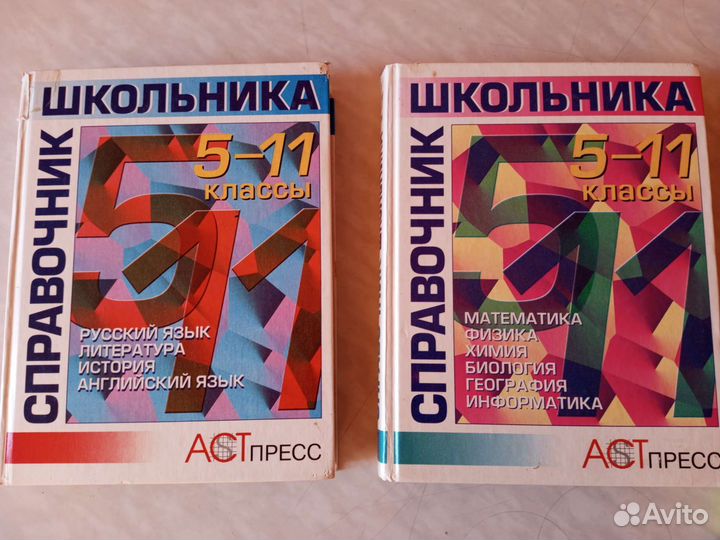 СПРАВОЧНИК
ШКОЛЬНИКА
5–11
КЛАССЫ
РУССКИЙ ЯЗЫК
ЛИТЕРАТУРА
ИСТОРИЯ
АНГЛИЙСКИЙ ЯЗЫК
АСТ ПРЕСС
СПРАВОЧНИК
ШКОЛЬНИКА
5–11
КЛАССЫ
МАТЕМАТИКА
ФИЗИКА
ХИМИЯ
БИОЛОГИЯ
ГЕОГРАФИЯ
ИНФОРМАТИКА
АСТ ПРЕСС
Avito